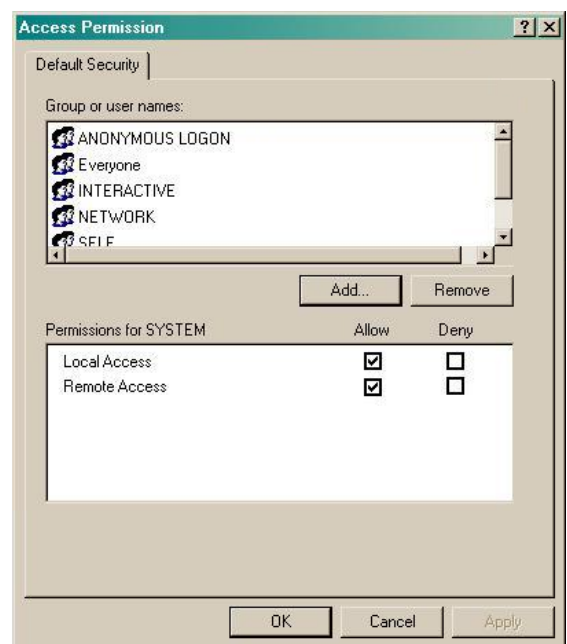 Access Permission
Default Security
Group or user names:
ANONYMOUS LOGON
Everyone
INTERACTIVE
NETWORK
SELF
Add... Remove
Permissions for SYSTEM Allow Deny
Local Access
Remote Access
OK Cancel Apply